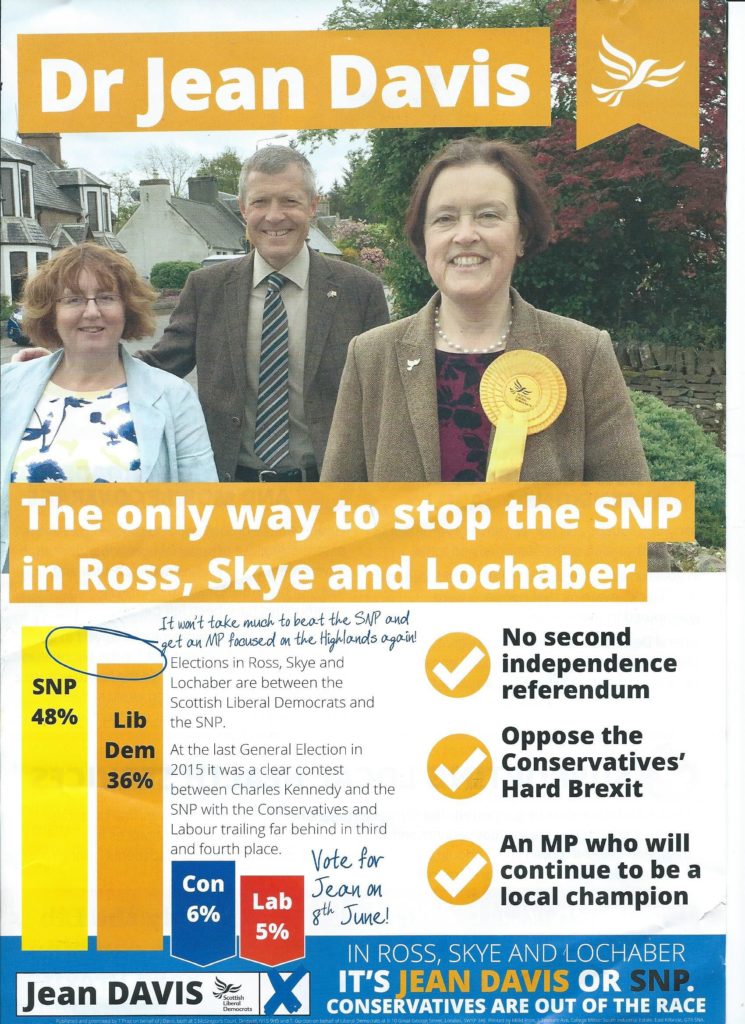 Dr Jean Davis
The only way to stop the SNP
in Ross, Skye and Lochaber
It won't take much to beat the SNP and
get an MP focused on the Highlands again!
SNP
48%
Lib
Dem
36%
Elections in Ross, Skye and
Lochaber are between the
Scottish Liberal Democrats and
the SNP.
At the last General Election in
2015 it was a clear contest
between Charles Kennedy and the
SNP with the Conservatives and
Labour trailing far behind in third
and fourth place.
Con
6%
Lab
5%
Vote for
Jean on
8th June!
No second
independence
referendum
Oppose the
Conservatives'
Hard Brexit
An MP who will
continue to be a
local champion
Jean DAVIS
Scottish
Liberal
Democrats
X
IN ROSS, SKYE AND LOCHABER
IT'S JEAN DAVIS OR SNP.
CONSERVATIVES ARE OUT OF THE RACE